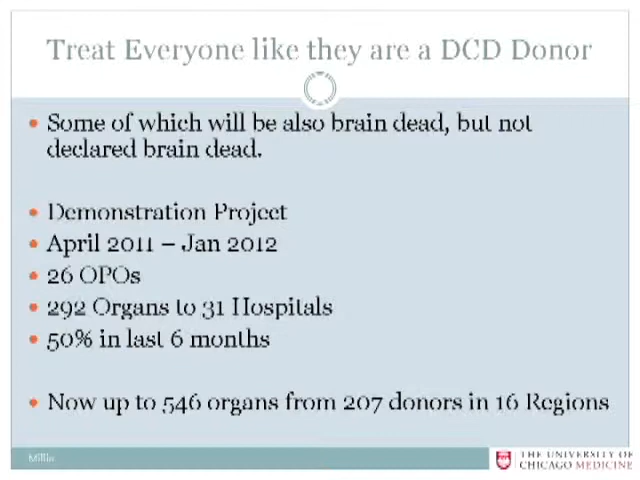 Treat Everyone like they are a DCD Donor
Some of which will be also brain dead, but not
declared brain dead.
Demonstration Project
April 2011 – Jan 2012
26 OPOs
292 Organs to 31 Hospitals
50% in last 6 months
Now up to 546 organs from 207 donors in 16 Regions
THE UNIVERSITY OF
CHICAGO MEDICINE